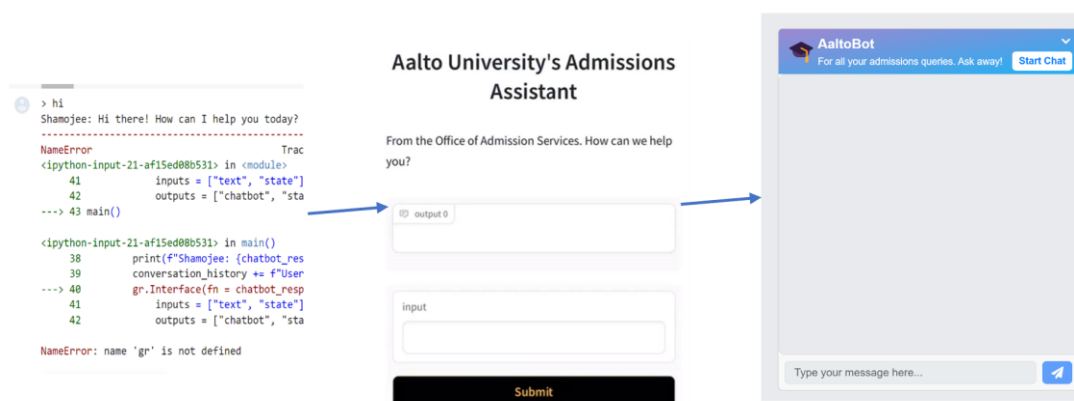 > hi
Shamojee: Hi there! How can I help you today?
NameError Trac
<ipython-input-21-af15ed08b531> in <module>
41 inputs = ["text", "state"]
42 outputs = ["chatbot", "sta
---> 43 main()
<ipython-input-21-af15ed08b531> in main()
38 print(f"Shamojee: {chatbot_res
39 conversation_history += f"User
---> 40 gr.Interface(fn = chatbot_resp
41 inputs = ["text", "state"]
42 outputs = ["chatbot", "sta
NameError: name 'gr' is not defined
Aalto University's Admissions
Assistant
From the Office of Admission Services. How can we help
you?
output 0
input
Submit
AaltoBot
For all your admissions queries. Ask away!
Start Chat
Type your message here...